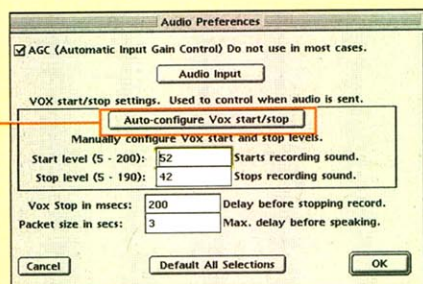 Audio Preferences
AGC (Automatic Input Gain Control) Do not use in most cases.
Audio Input
VOX start/stop settings. Used to control when audio is sent.
Auto-configure Vox start/stop
Manually configure Vox start and stop levels.
Start level (5 - 200): 52 Starts recording sound.
Stop level (5 - 190): 42 Stops recording sound.
Vox Stop in msecs: 200 Delay before stopping record.
Packet size in secs: 3 Max. delay before speaking.
Cancel Default All Selections OK